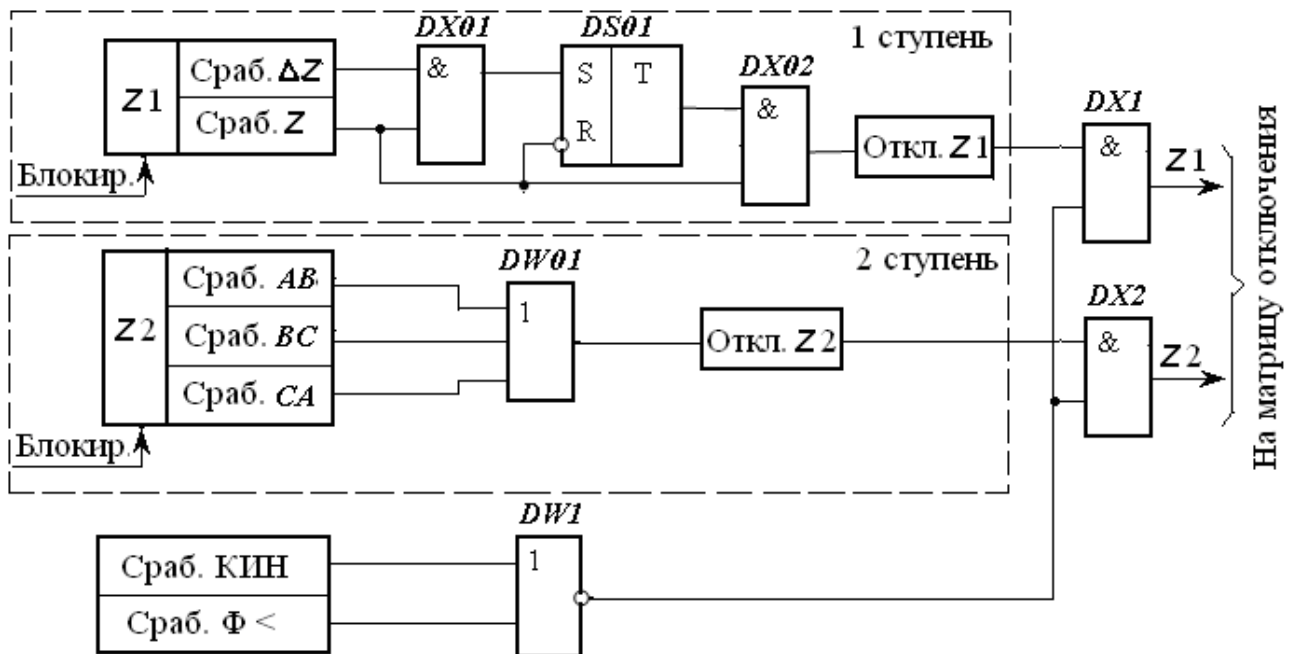 DX01
DS01
1 ступень
DX02
DX1
Z1
Сраб. ΔZ
Сраб. Z
&
S
T
R
&
Откл. Z1
&
Z1
Блокир.
2 ступень
DW01
DX2
Z2
Сраб. AB
Сраб. BC
Сраб. CA
1
Откл. Z2
&
Z2
Блокир.
На матрицу отключения
DW1
Сраб. КИН
Сраб. Ф <
1